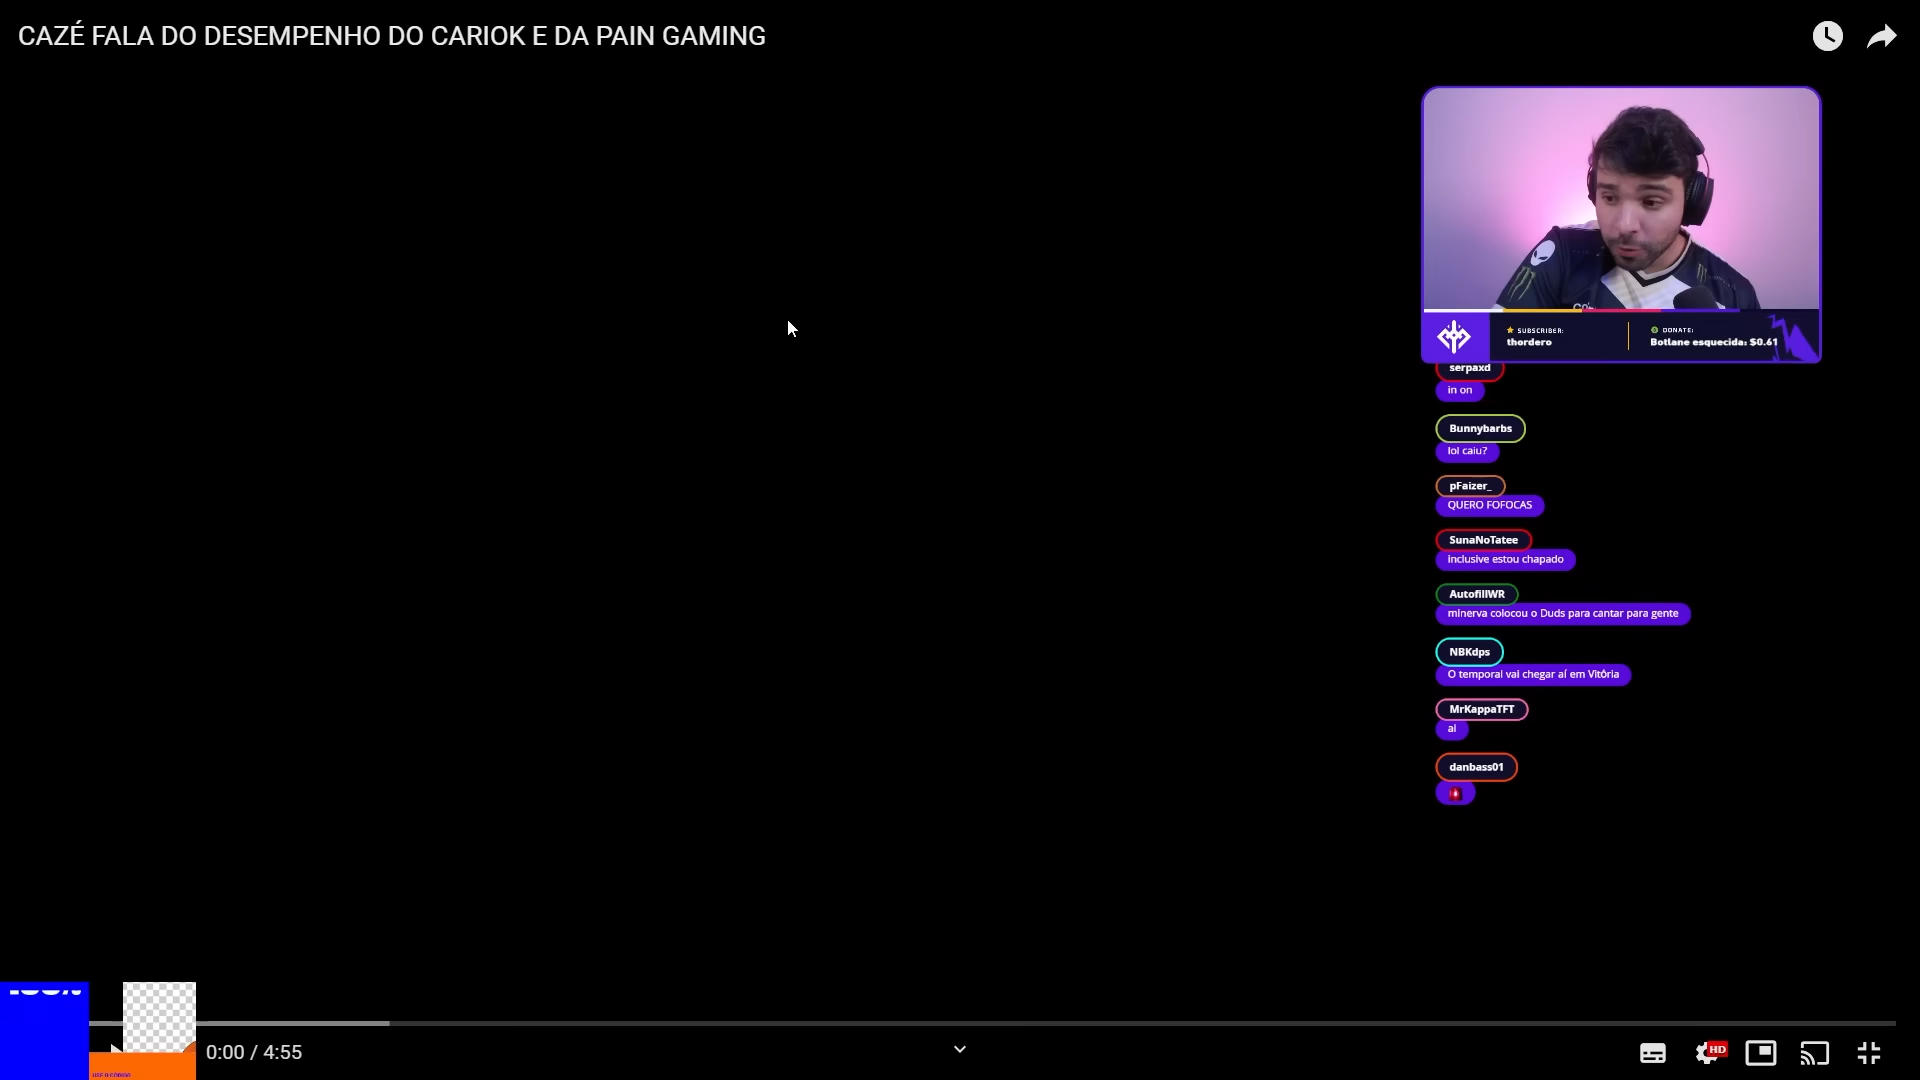 CAZÉ FALA DO DESEMPENHO DO CARIOK E DA PAIN GAMING
SUBSCRIBER:
thordero
DONATE:
Botlane esquecida: $0.61
serpaxd
in on
Bunnybarbs
lol caiu?
pFaizer_
QUERO FOFOCAS
SunaNoTatee
inclusive estou chapado
AutofillWR
minerva colocou o Duds para cantar para gente
NBKdps
O temporal vai chegar aí em Vitória
MrKappaTFT
ai
danbass01
0:00 / 4:55
HD
USE O CÓDIGO